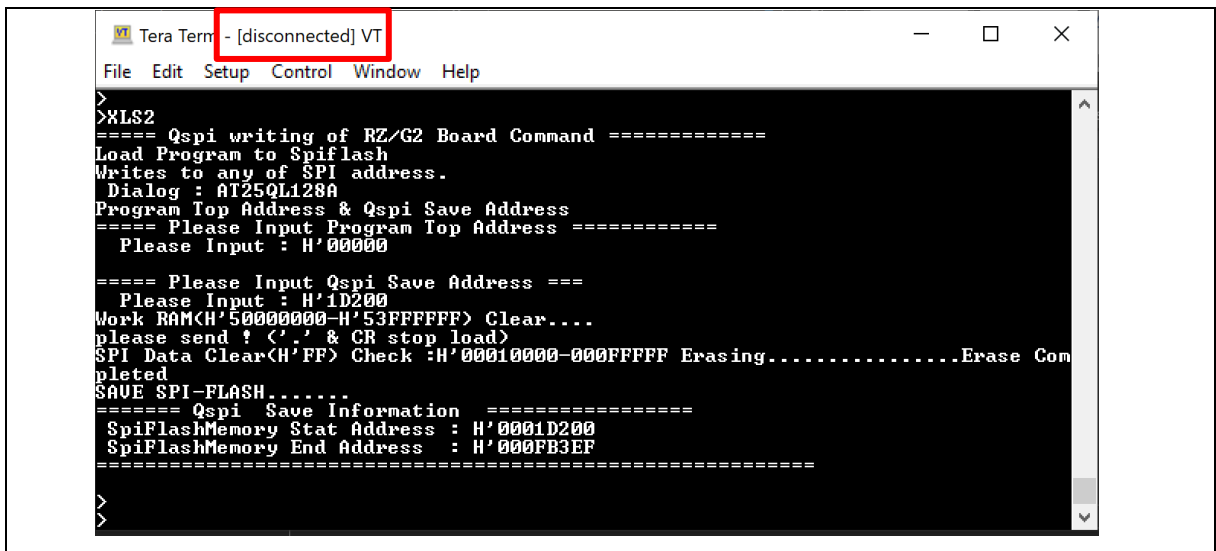 Tera Term - [disconnected] VT
File Edit Setup Control Window Help
>
>XLS2
===== Qspi writing of RZ/G2 Board Command =============
Load Program to Spiflash
Writes to any of SPI address.
 Dialog : AT25QL128A
Program Top Address & Qspi Save Address
===== Please Input Program Top Address ============
  Please Input : H'00000
===== Please Input Qspi Save Address ===
  Please Input : H'1D200
Work RAM(H'50000000-H'53FFFFFF) Clear....
please send ! ('.' & CR stop load)
SPI Data Clear(H'FF) Check :H'00010000-000FFFFF Erasing................Erase Com
pleted
SAVE SPI-FLASH.......
======= Qspi  Save Information  =================
 SpiFlashMemory Stat Address : H'0001D200
 SpiFlashMemory End Address  : H'000FB3EF
===========================================================
>
>